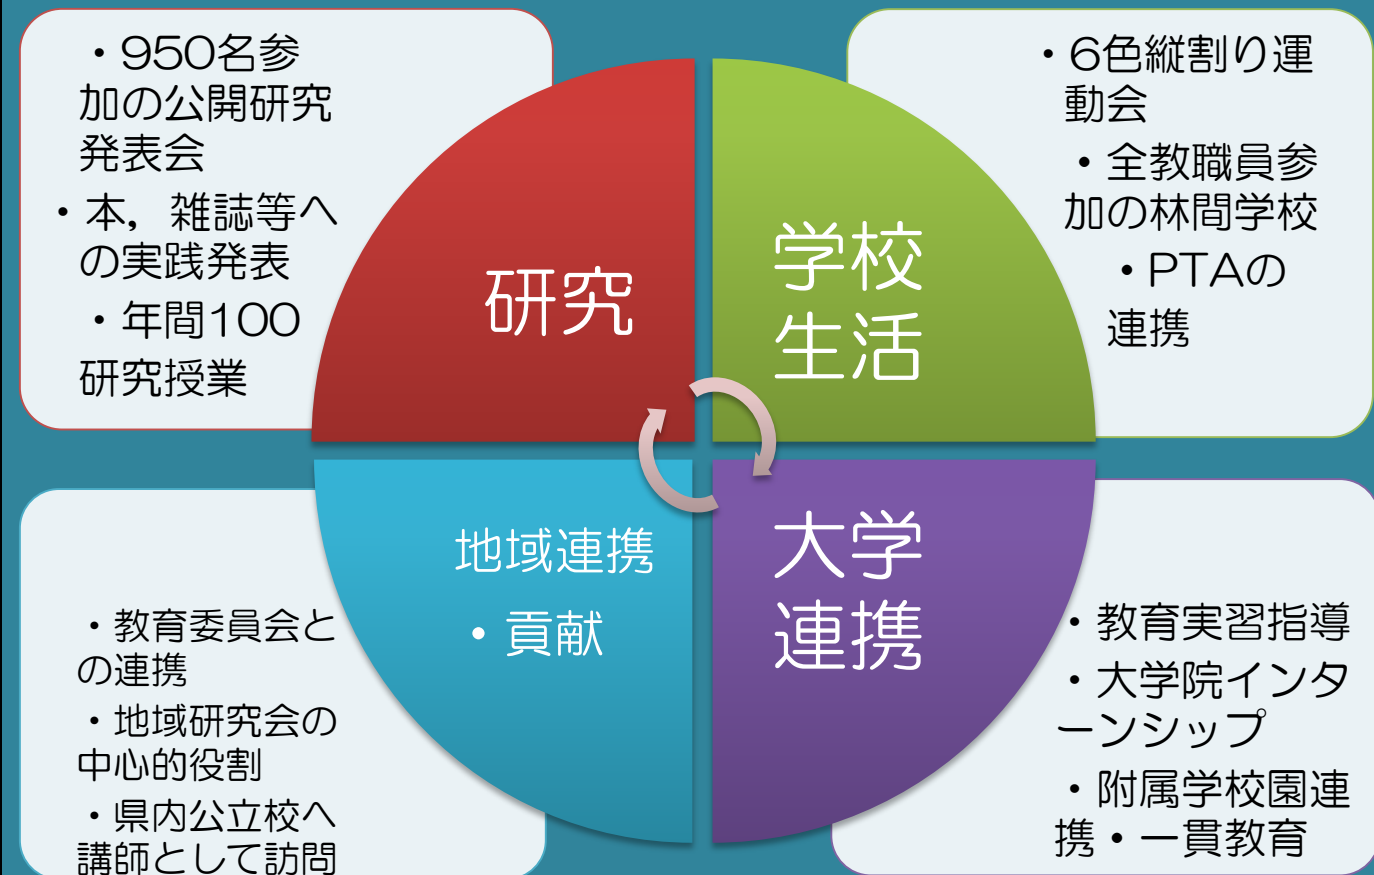 ・950名参
加の公開研究
発表会
・本，雑誌等へ
の実践発表
・年間100
研究授業
研究
学校
生活
・6色縦割り運
動会
・全教職員参
加の林間学校
・PTAの
連携
地域連携
・貢献
・教育委員会と
の連携
・地域研究会の
中心的役割
・県内公立校へ
講師として訪問
大学
連携
・教育実習指導
・大学院インタ
ーンシップ
・附属学校園連
携・一貫教育